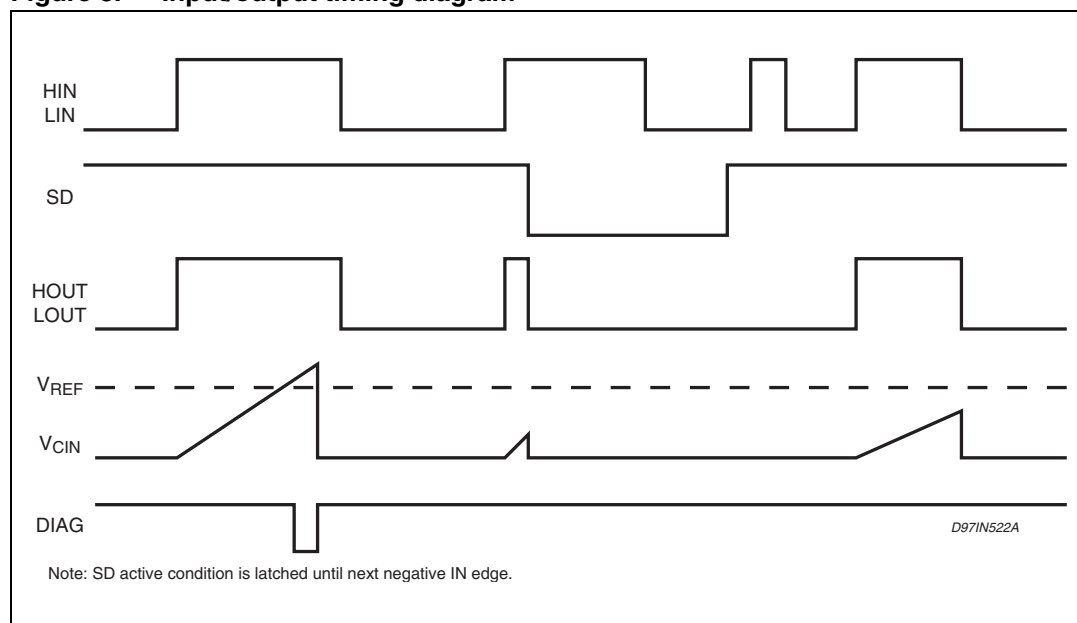 Figure Input/output timing diagram
HIN
LIN
SD
HOUT
LOUT
VREF
VCIN
DIAG
D97IN522A
Note: SD active condition is latched until next negative IN edge.